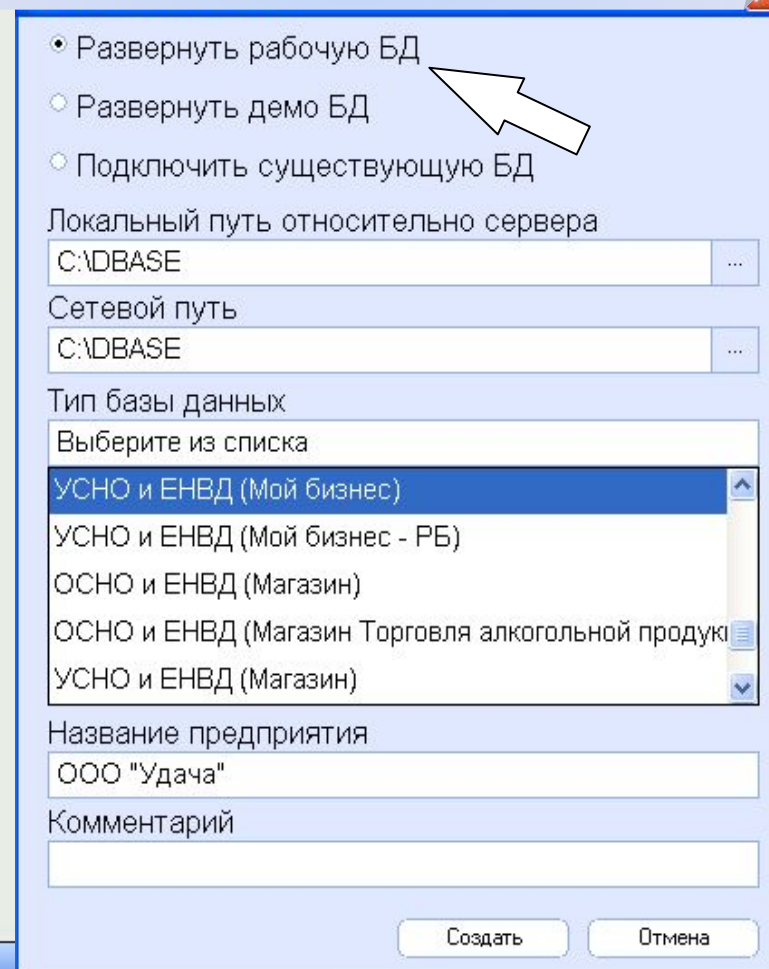 Развернуть рабочую БД
Развернуть демо БД
Подключить существующую БД
Локальный путь относительно сервера
C:\DBASE ...
Сетевой путь
C:\DBASE ...
Тип базы данных
Выберите из списка
УСНО и ЕНВД (Мой бизнес)
УСНО и ЕНВД (Мой бизнес - РБ)
ОСНО и ЕНВД (Магазин)
ОСНО и ЕНВД (Магазин Торговля алкогольной продук
УСНО и ЕНВД (Магазин)
Название предприятия
ООО "Удача"
Комментарий
Создать Отмена